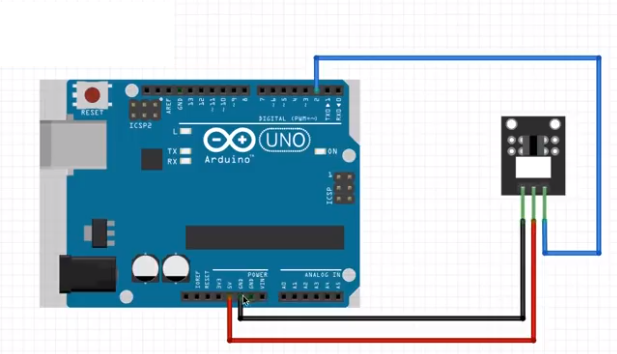 AREF
GND
13
12
~11
~10
~9
8
7
~6
~5
4
~3
2
TX▶1
RX◀0
RESET
ICSP2
DIGITAL (PWM=~)
L
TX
RX
UNO
ON
Arduino™
ICSP
1
POWER
ANALOG IN
IOREF
RESET
3V3
5V
GND
GND
VIN
A0
A1
A2
A3
A4
A5